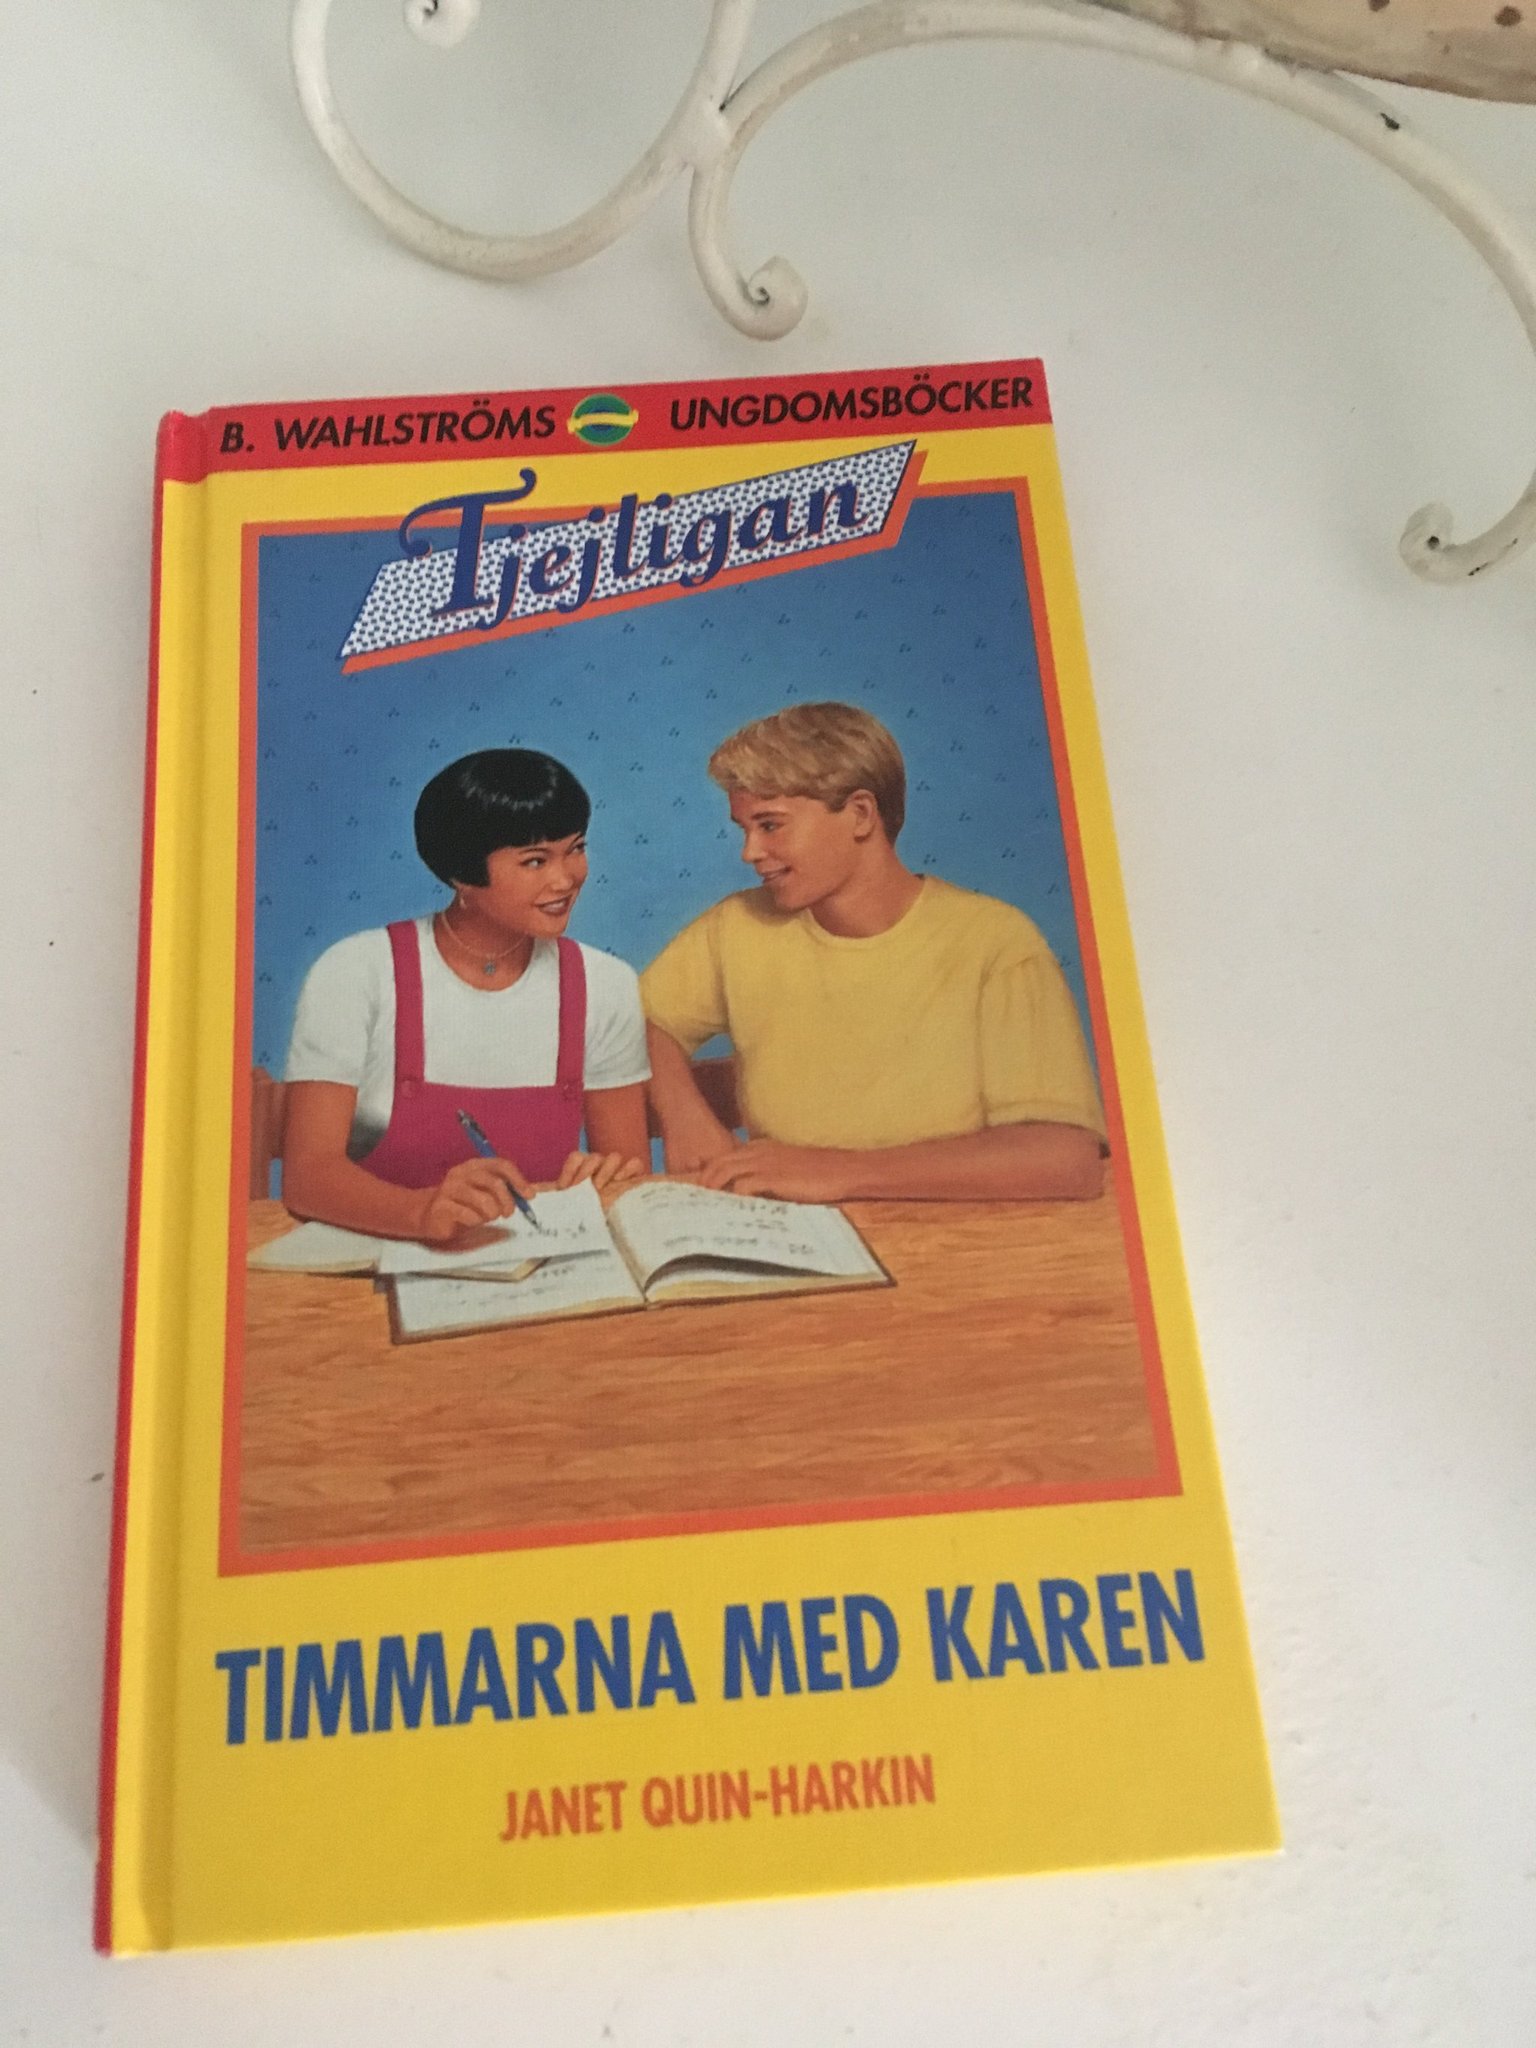 B. WAHLSTRÖMS UNGDOMSBÖCKER
Tjejligan
TIMMARNA MED KAREN
JANET QUIN-HARKIN